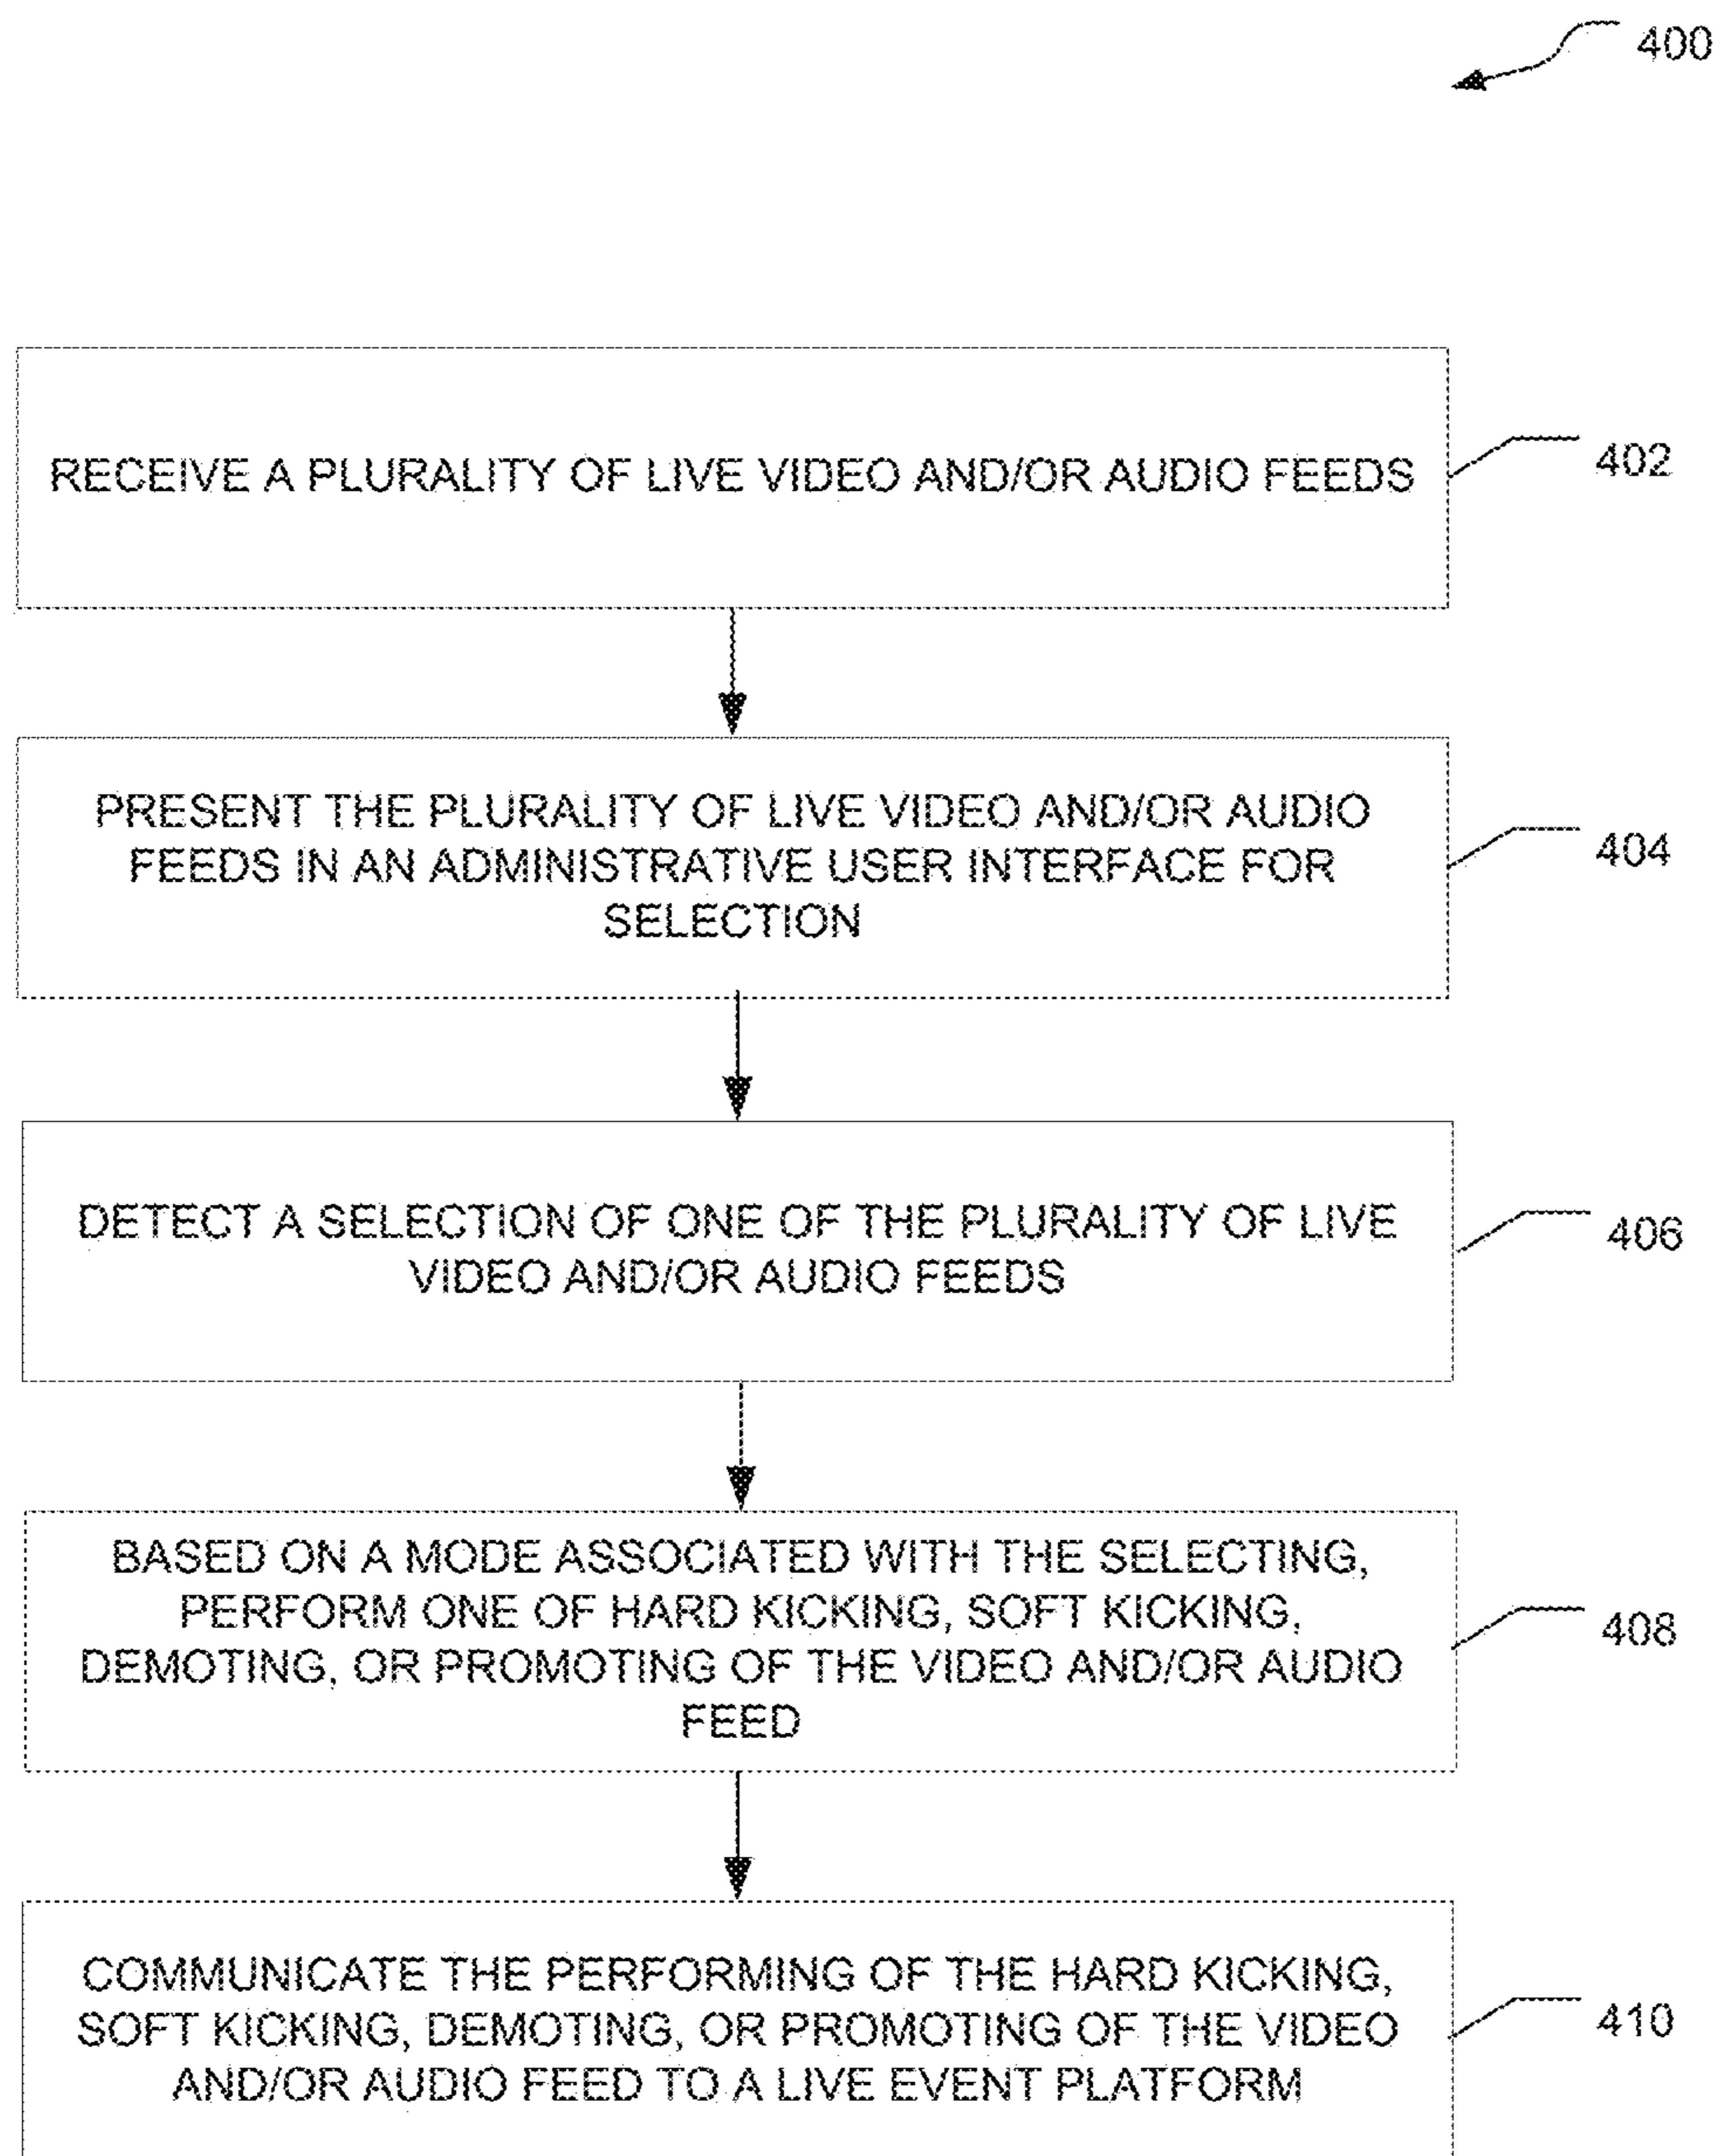 400
RECEIVE A PLURALITY OF LIVE VIDEO AND/OR AUDIO FEEDS
402
PRESENT THE PLURALITY OF LIVE VIDEO AND/OR AUDIO
FEEDS IN AN ADMINISTRATIVE USER INTERFACE FOR
SELECTION
404
DETECT A SELECTION OF ONE OF THE PLURALITY OF LIVE
VIDEO AND/OR AUDIO FEEDS
406
BASED ON A MODE ASSOCIATED WITH THE SELECTING,
PERFORM ONE OF HARD KICKING, SOFT KICKING,
DEMOTING, OR PROMOTING OF THE VIDEO AND/OR AUDIO
FEED
408
COMMUNICATE THE PERFORMING OF THE HARD KICKING,
SOFT KICKING, DEMOTING, OR PROMOTING OF THE VIDEO
AND/OR AUDIO FEED TO A LIVE EVENT PLATFORM
410